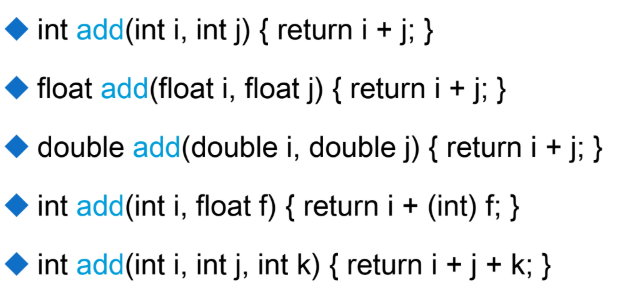 int add(int i, int j) { return i + j; }
float add(float i, float j) { return i + j; }
double add(double i, double j) { return i + j; }
int add(int i, float f) { return i + (int) f; }
int add(int i, int j, int k) { return i + j + k; }